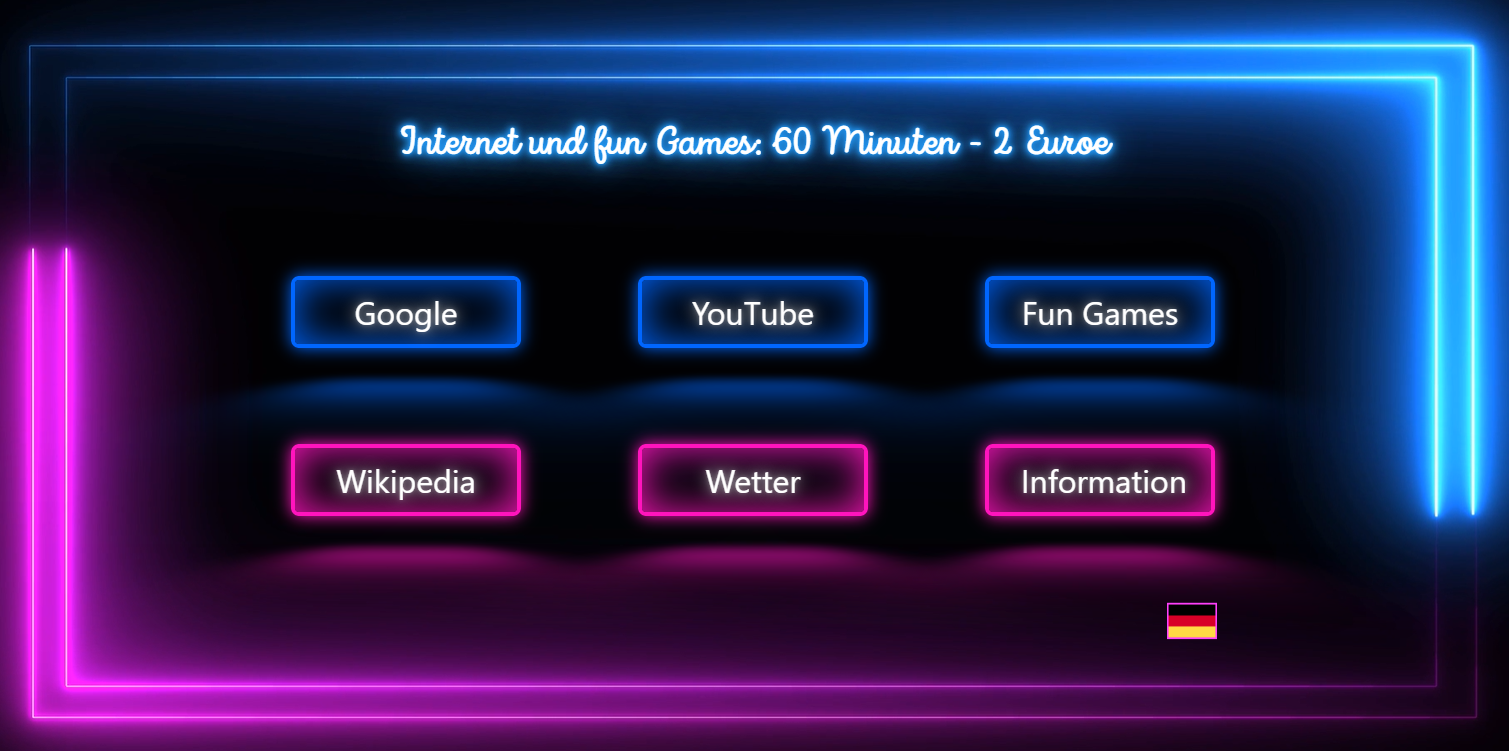 Internet und fun Games: 60 Minuten - 2 Euroe
Google
YouTube
Fun Games
Wikipedia
Wetter
Information